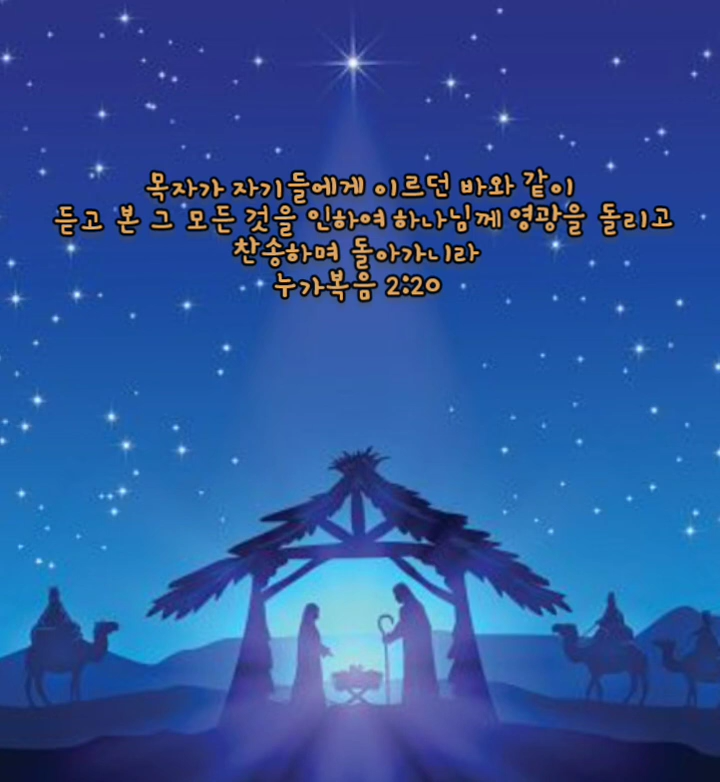 목자가 자기들에게 이르던 바와 같이
듣고 본 그 모든 것을 인하여 하나님께 영광을 돌리고
찬송하며 돌아가니라
누가복음 2:20